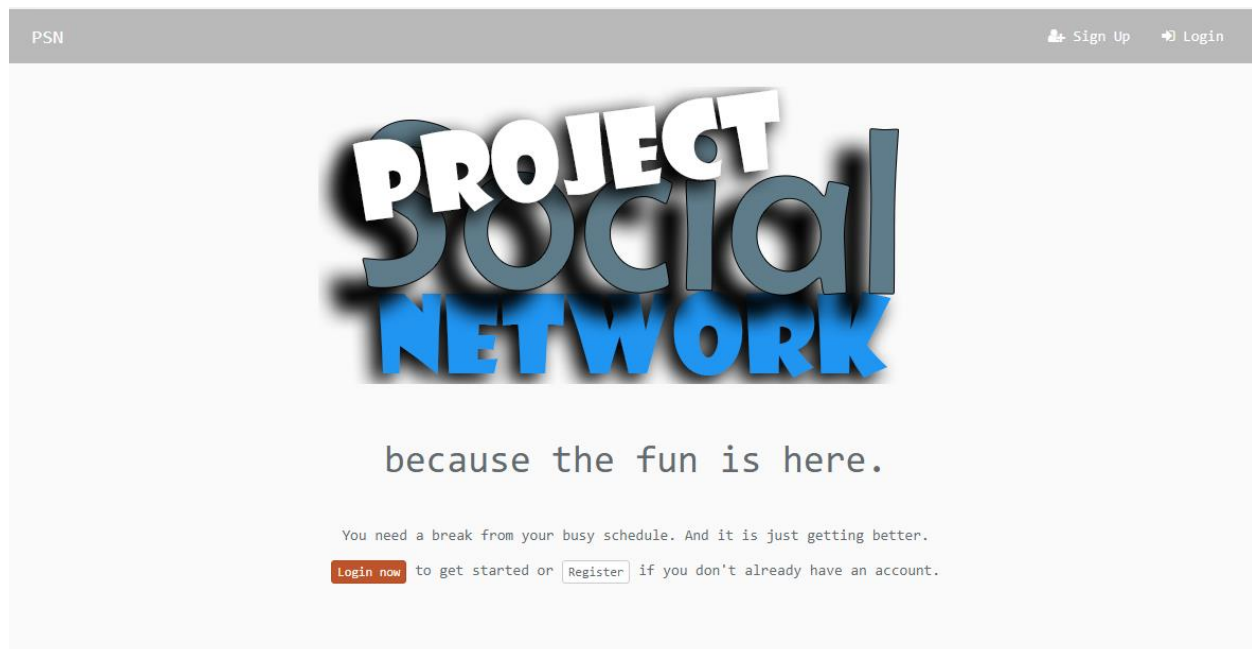 PSN Sign Up Login
PROJECT
Social
NETWORK
because the fun is here.
You need a break from your busy schedule. And it is just getting better.
Login now to get started or Register if you don't already have an account.